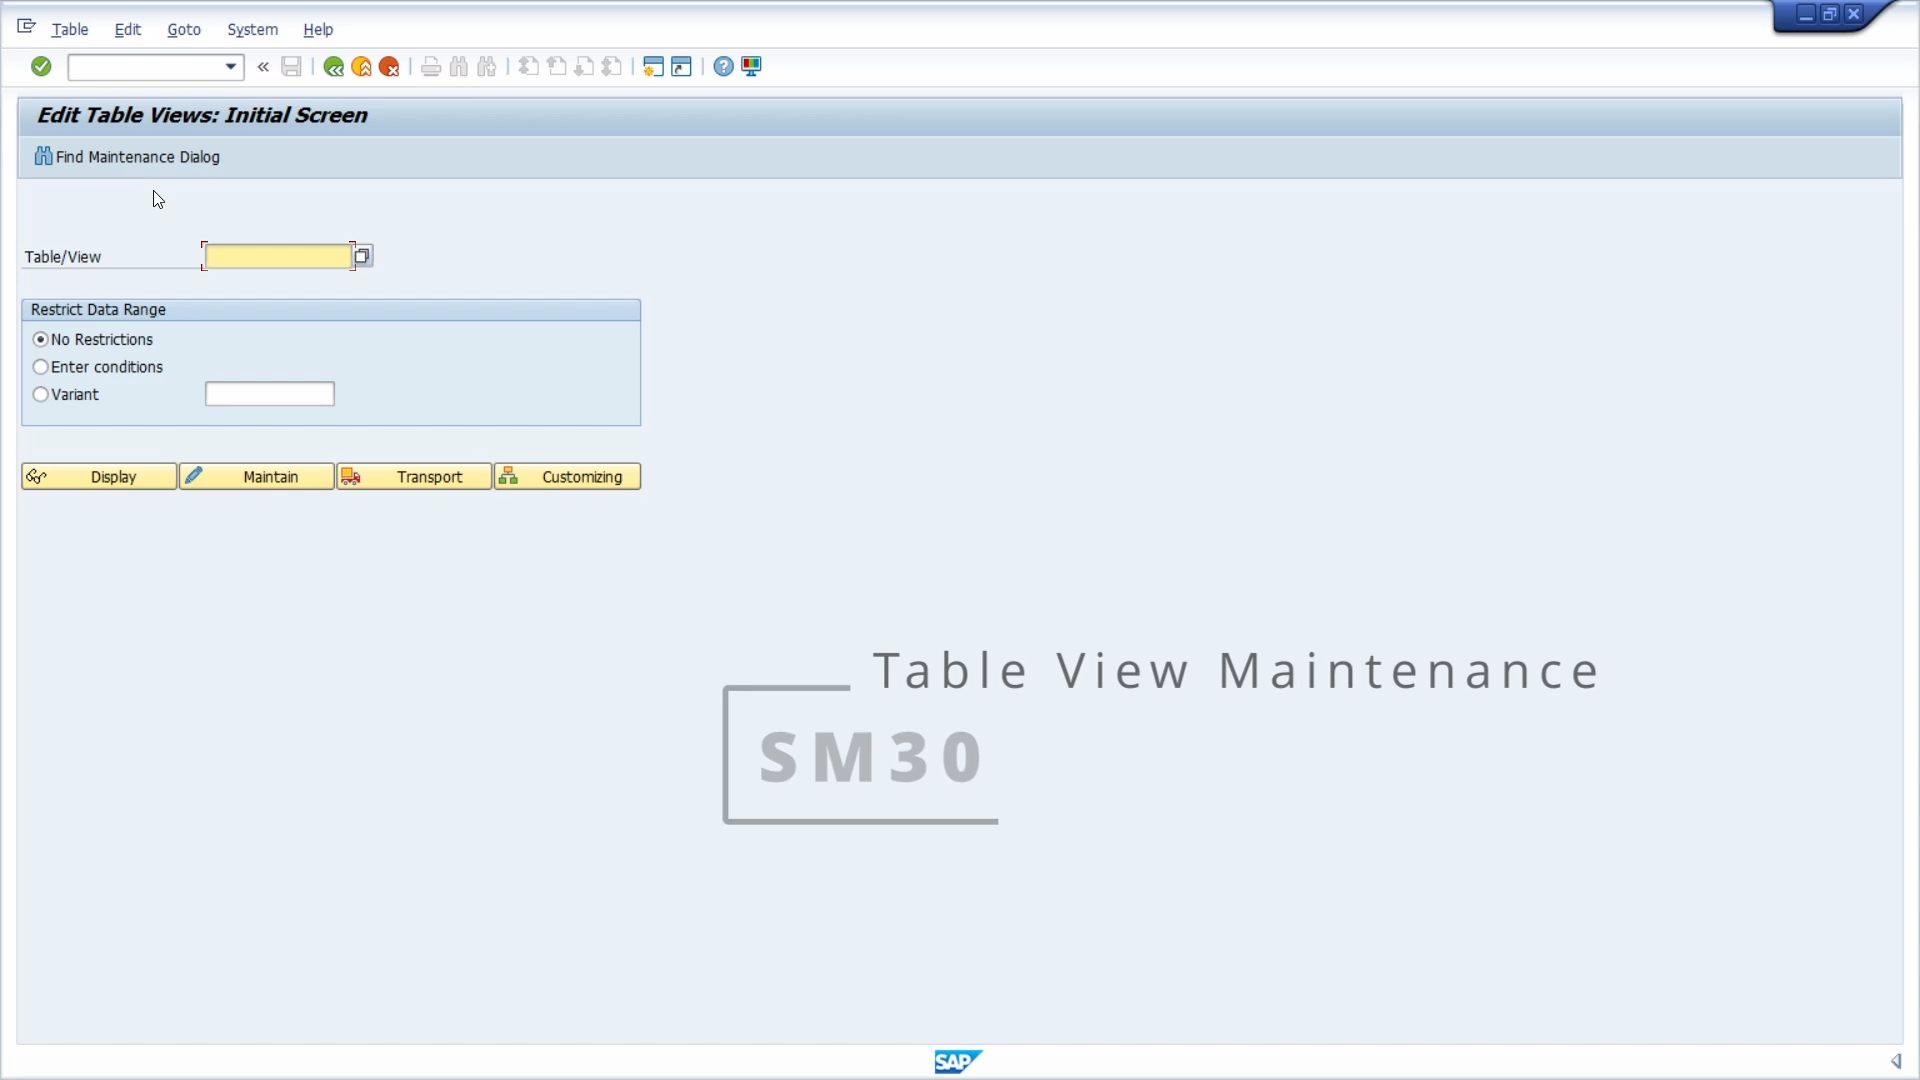 Table Edit Goto System Help
Edit Table Views: Initial Screen
Find Maintenance Dialog
Table/View
Restrict Data Range
No Restrictions
Enter conditions
Variant
Display Maintain Transport Customizing
Table View Maintenance
SM30
SAP